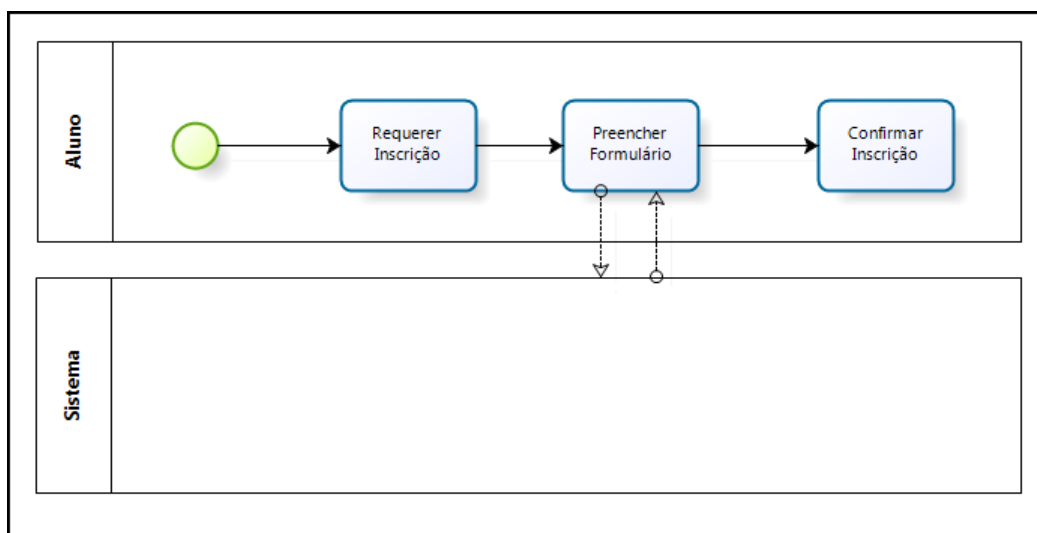 Aluno
Requerer
Inscrição
Preencher
Formulário
Confirmar
Inscrição
Sistema